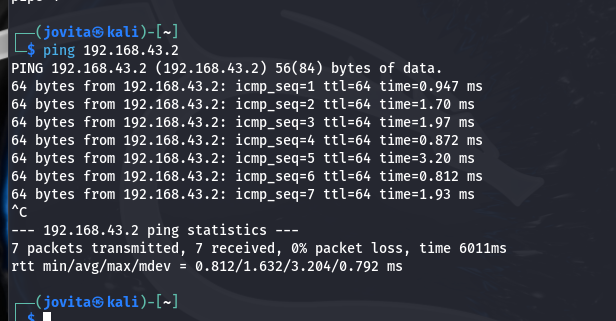 ┌──(jovita㉿kali)-[~]
└─$ ping 192.168.43.2
PING 192.168.43.2 (192.168.43.2) 56(84) bytes of data.
64 bytes from 192.168.43.2: icmp_seq=1 ttl=64 time=0.947 ms
64 bytes from 192.168.43.2: icmp_seq=2 ttl=64 time=1.70 ms
64 bytes from 192.168.43.2: icmp_seq=3 ttl=64 time=1.97 ms
64 bytes from 192.168.43.2: icmp_seq=4 ttl=64 time=0.872 ms
64 bytes from 192.168.43.2: icmp_seq=5 ttl=64 time=3.20 ms
64 bytes from 192.168.43.2: icmp_seq=6 ttl=64 time=0.812 ms
64 bytes from 192.168.43.2: icmp_seq=7 ttl=64 time=1.93 ms
^C
--- 192.168.43.2 ping statistics ---
7 packets transmitted, 7 received, 0% packet loss, time 6011ms
rtt min/avg/max/mdev = 0.812/1.632/3.204/0.792 ms
┌──(jovita㉿kali)-[~]
└─$